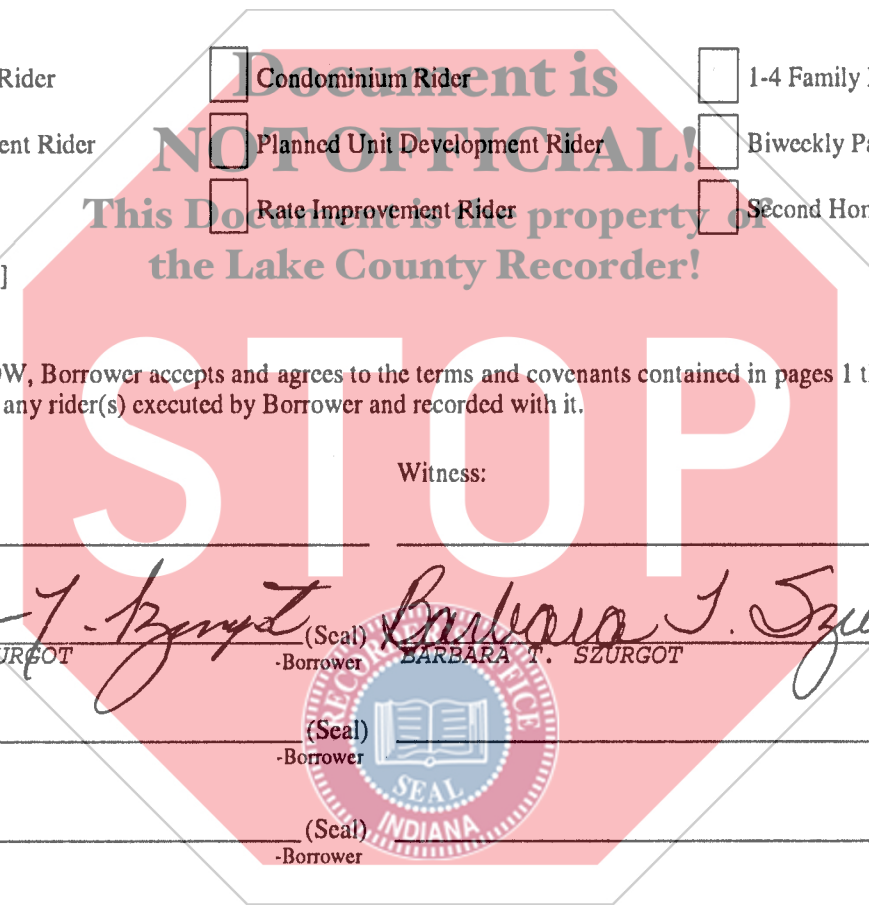 Document is
Rider Condominium Rider 1-4 Family
NOT OFFICIAL!
ent Rider Planned Unit Development Rider Biweekly Pa
This Document is the property of
Rate Improvement Rider Second Hom
the Lake County Recorder!
]
OW, Borrower accepts and agrees to the terms and covenants contained in pages 1 t
any rider(s) executed by Borrower and recorded with it.
STOP
Witness:
Barbara T. Szu
(Seal)
URGOT -Borrower BARBARA T. SZURGOT
RECORDER'S OFFICE
(Seal)
-Borrower
SEAL
INDIANA
(Seal)
-Borrower